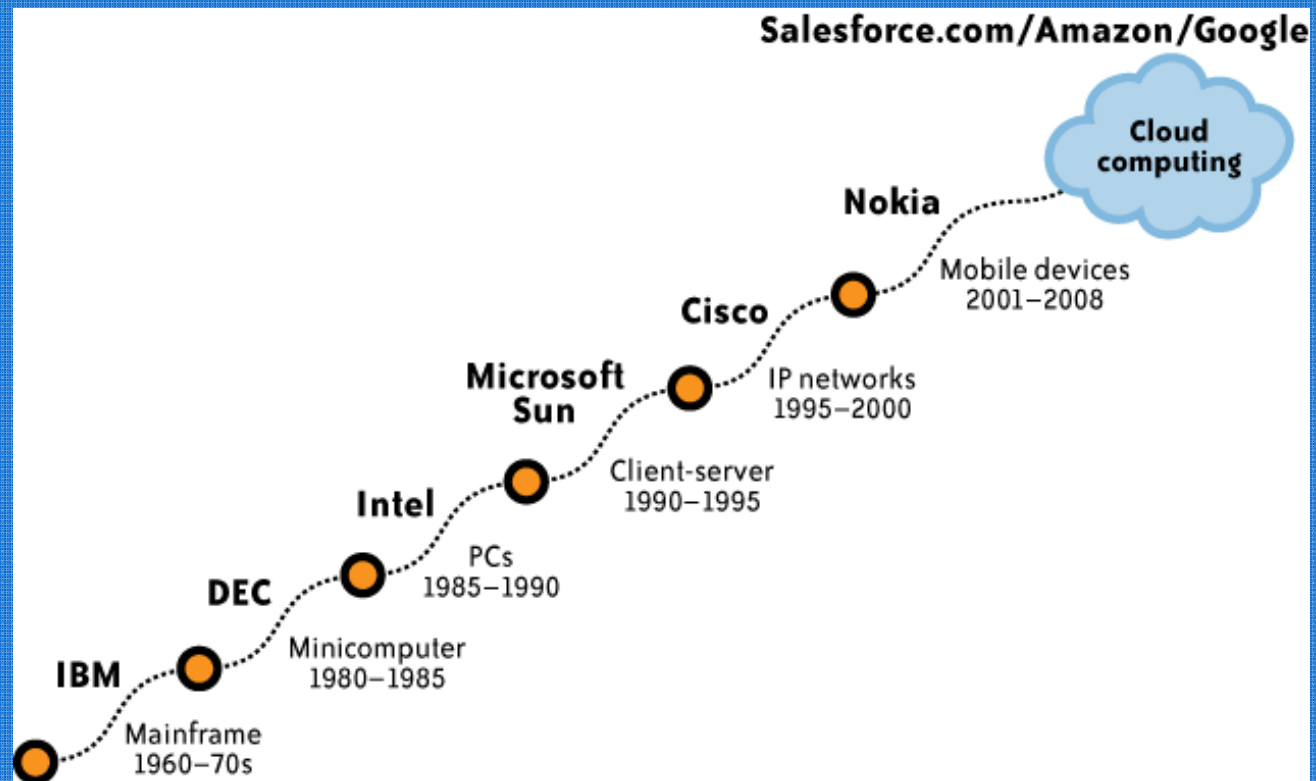 Salesforce.com/Amazon/Google
Cloud
computing
Nokia
Mobile devices
2001–2008
Cisco
IP networks
1995–2000
Microsoft
Sun
Client-server
1990–1995
Intel
PCs
1985–1990
DEC
Minicomputer
1980–1985
IBM
Mainframe
1960–70s